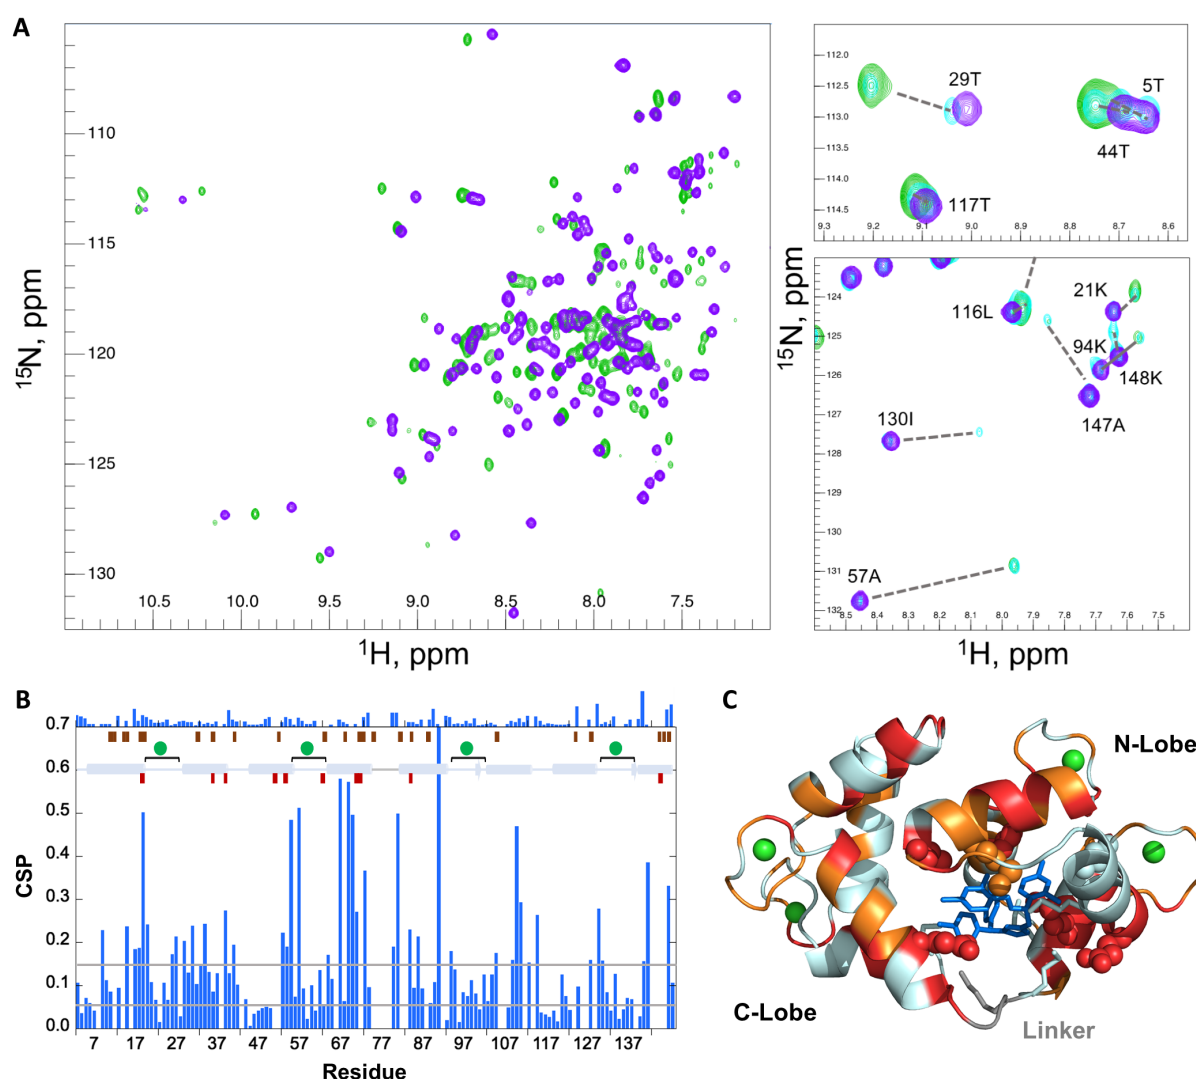 A
15N, ppm
110
115
120
125
130
10.5 10.0 9.5 9.0 8.5 8.0 7.5
1H, ppm
112.0
112.5
113.0
113.5
114.0
114.5
29T
5T
44T
117T
9.3 9.2 9.1 9.0 8.9 8.8 8.7 8.6
15N, ppm
124
125
126
127
128
129
130
131
132
116L
21K
94K
148K
147A
130I
57A
8.5 8.4 8.3 8.2 8.1 8.0 7.9 7.8 7.7 7.6 7.5
1H, ppm
B
CSP
0.7
0.6
0.5
0.4
0.3
0.2
0.1
0.0
7 17 27 37 47 57 67 77 87 97 107 117 127 137
Residue
C
N-Lobe
C-Lobe
Linker